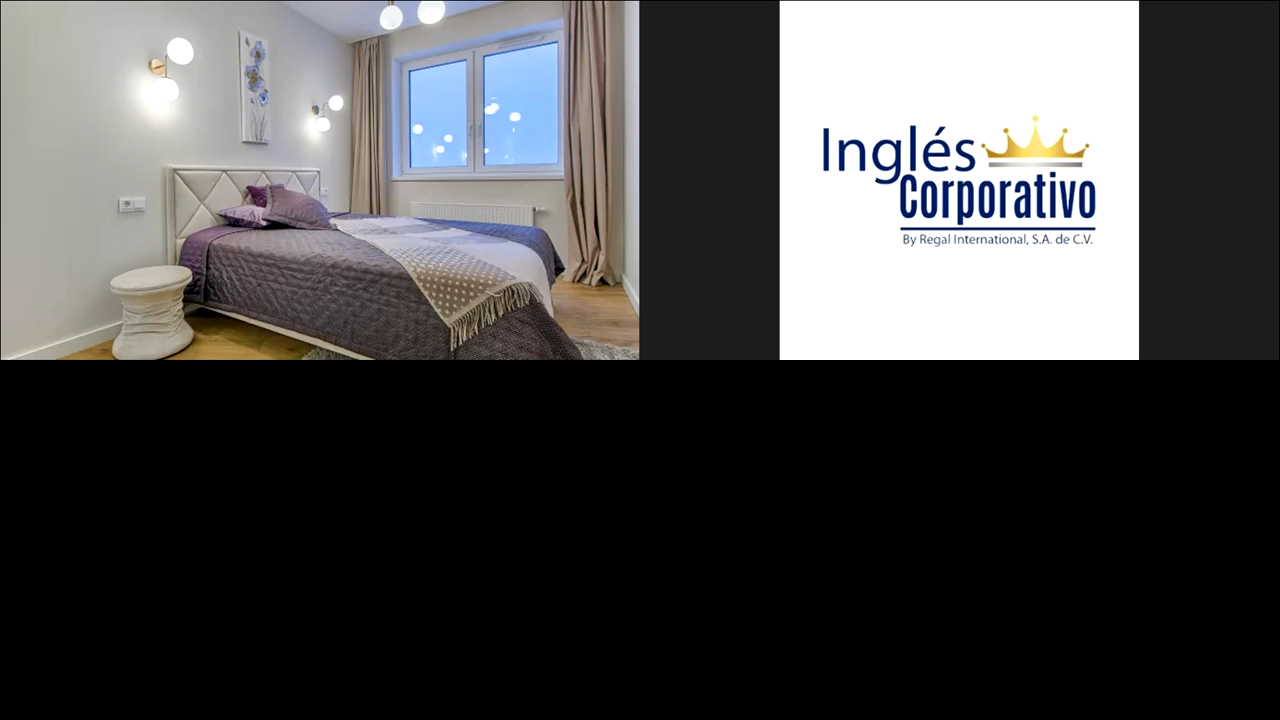 Inglés
Corporativo
By Regal International, S.A. de C.V.